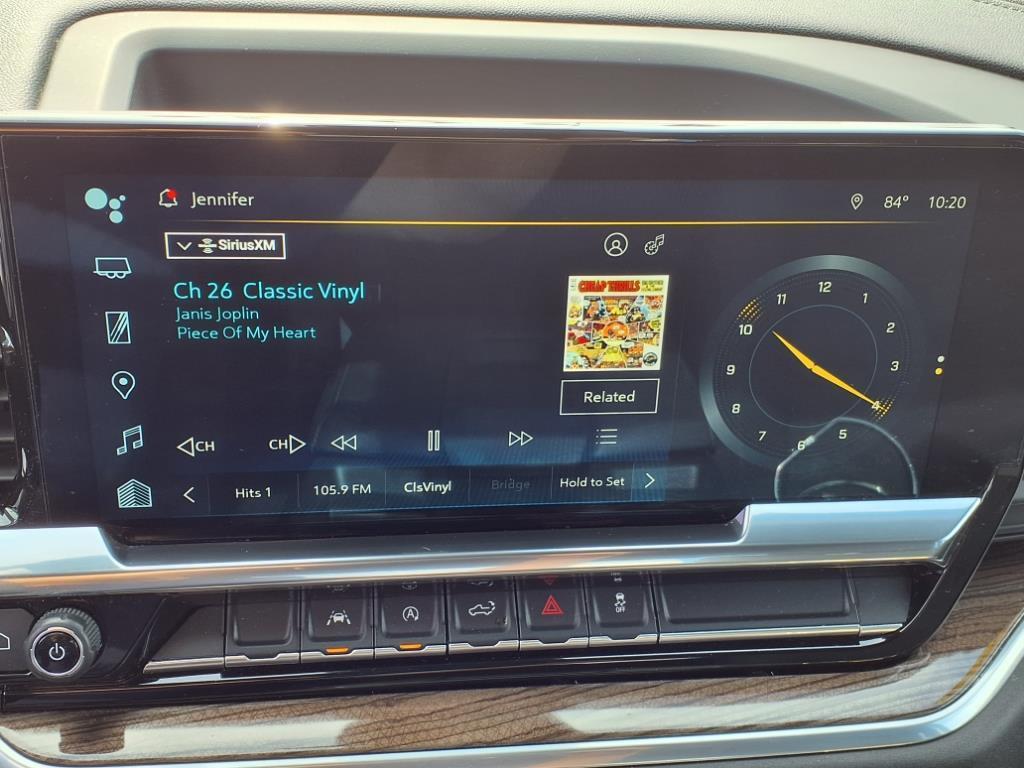 Jennifer
84° 10:20
SiriusXM
Ch 26 Classic Vinyl
Janis Joplin
Piece Of My Heart
CHEAP THRILLS
Related
CH CH
Hits 1 105.9 FM ClsVinyl Bridge Hold to Set
12
11 1
10 2
9 3
8 4
7 5
6
A
OFF